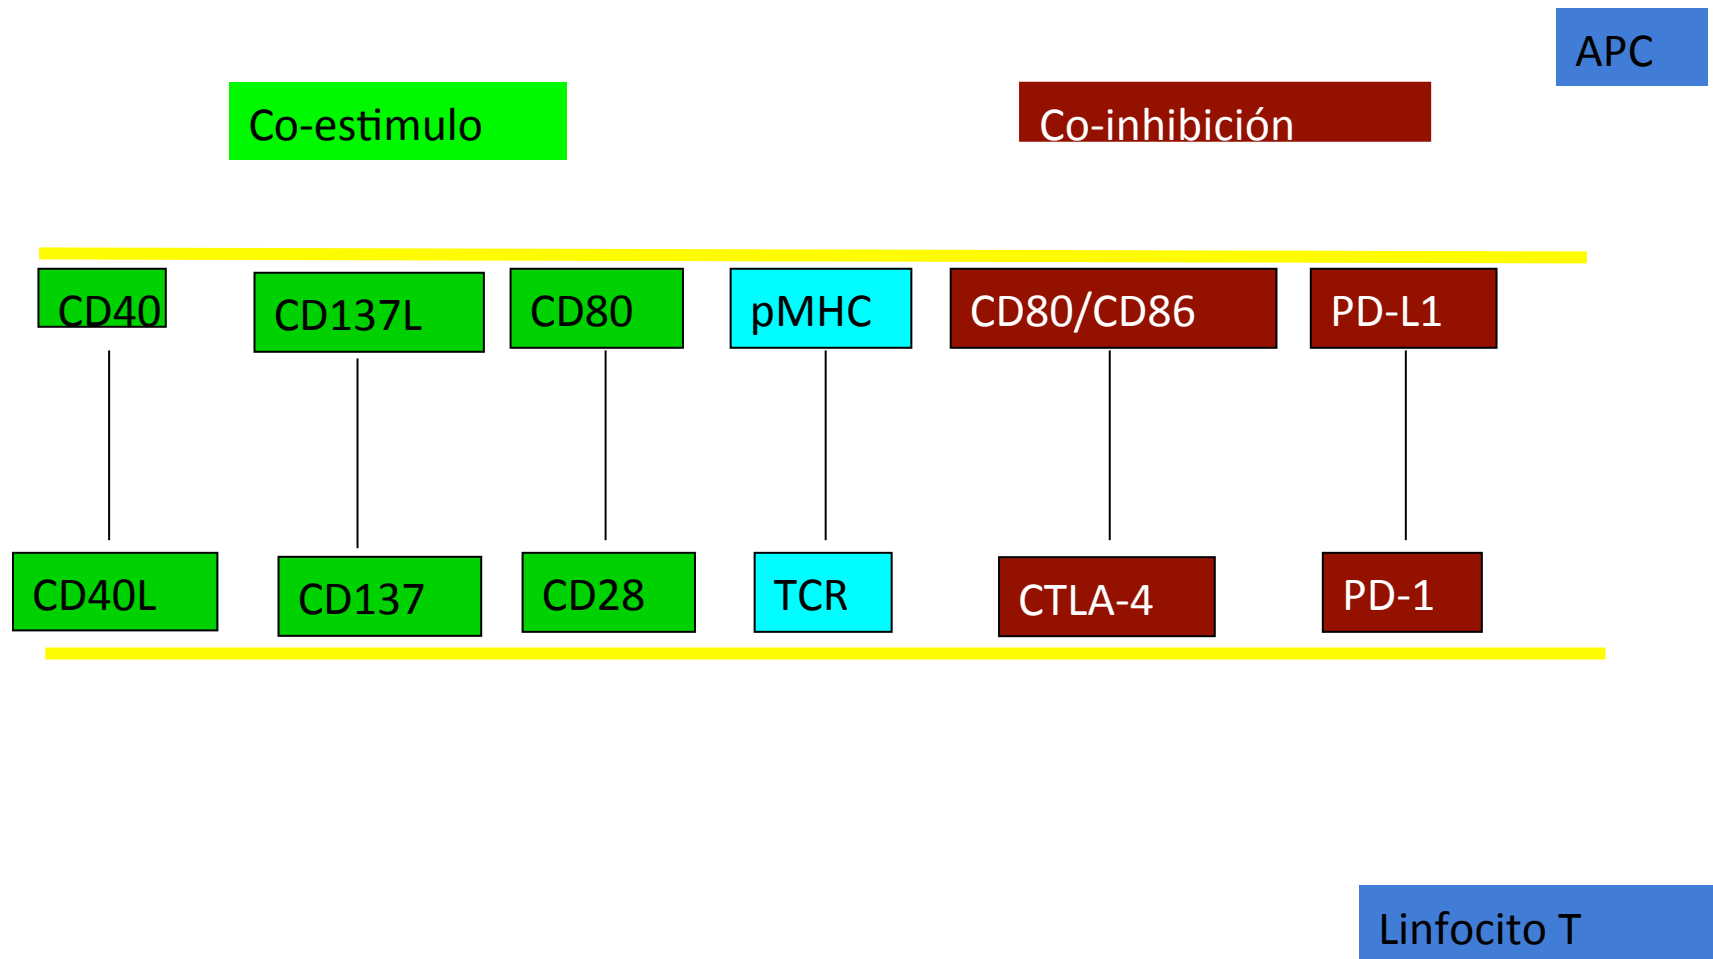 APC
Co-estimulo
Co-inhibición
CD40
CD137L
CD80
pMHC
CD80/CD86
PD-L1
CD40L
CD137
CD28
TCR
CTLA-4
PD-1
Linfocito T